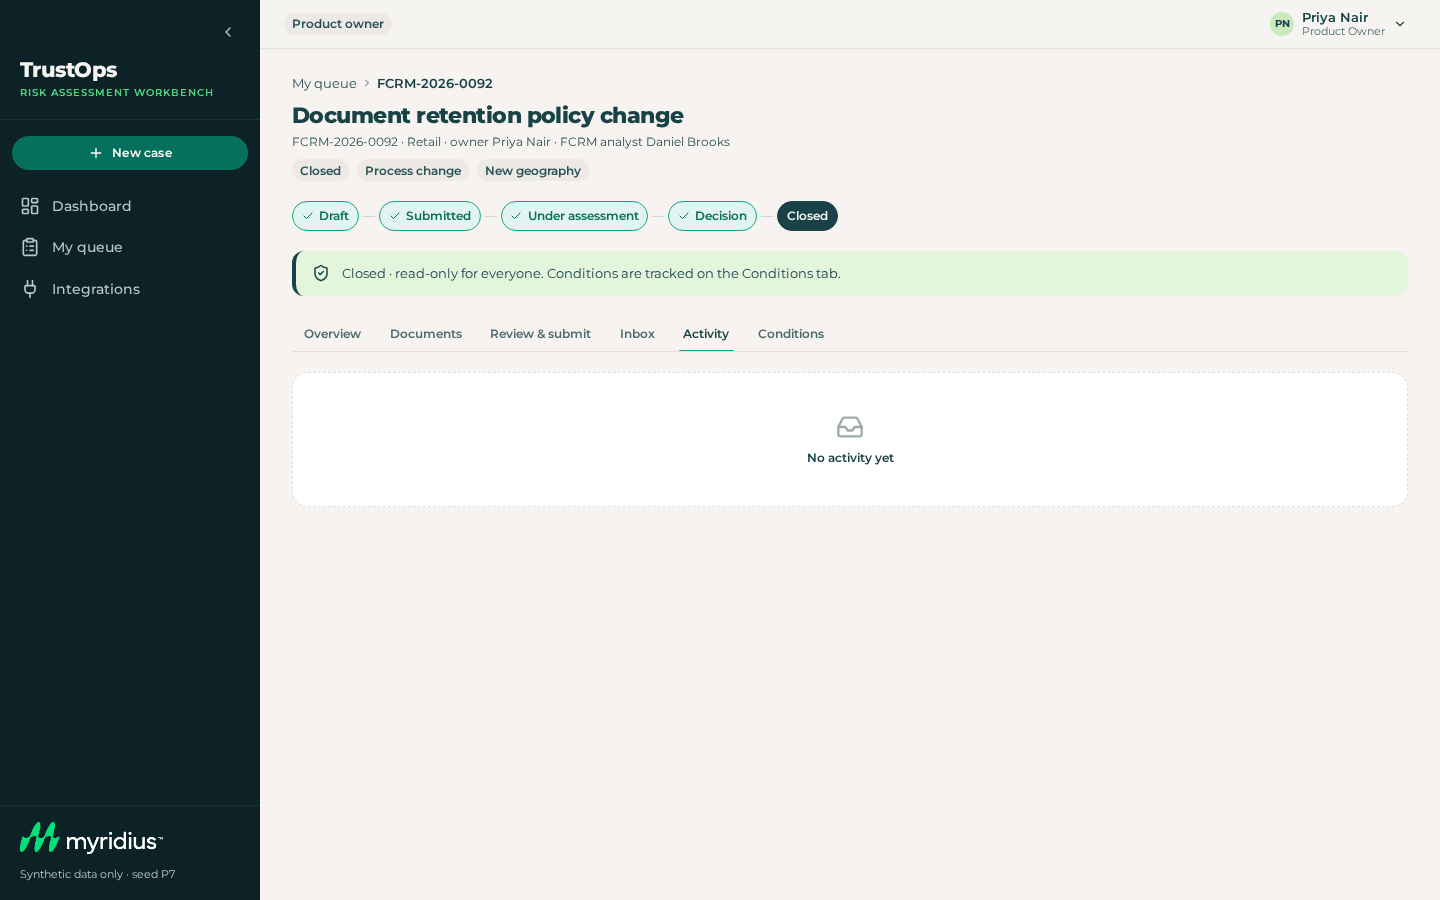 Product owner
PN
Priya Nair
Product Owner
TrustOps
RISK ASSESSMENT WORKBENCH
New case
Dashboard
My queue
Integrations
myridius™
Synthetic data only · seed P7
My queue > FCRM-2026-0092
Document retention policy change
FCRM-2026-0092 · Retail · owner Priya Nair · FCRM analyst Daniel Brooks
Closed Process change New geography
Draft Submitted Under assessment Decision Closed
Closed · read-only for everyone. Conditions are tracked on the Conditions tab.
Overview Documents Review & submit Inbox Activity Conditions
No activity yet